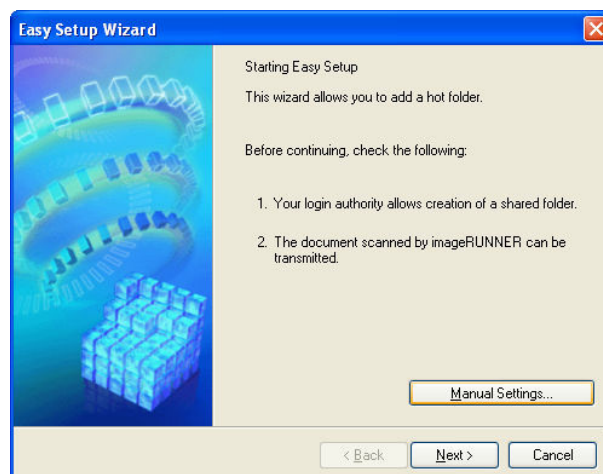 Easy Setup Wizard
Starting Easy Setup
This wizard allows you to add a hot folder.
Before continuing, check the following:
1. Your login authority allows creation of a shared folder.
2. The document scanned by imageRUNNER can be
transmitted.
Manual Settings...
< Back
Next >
Cancel